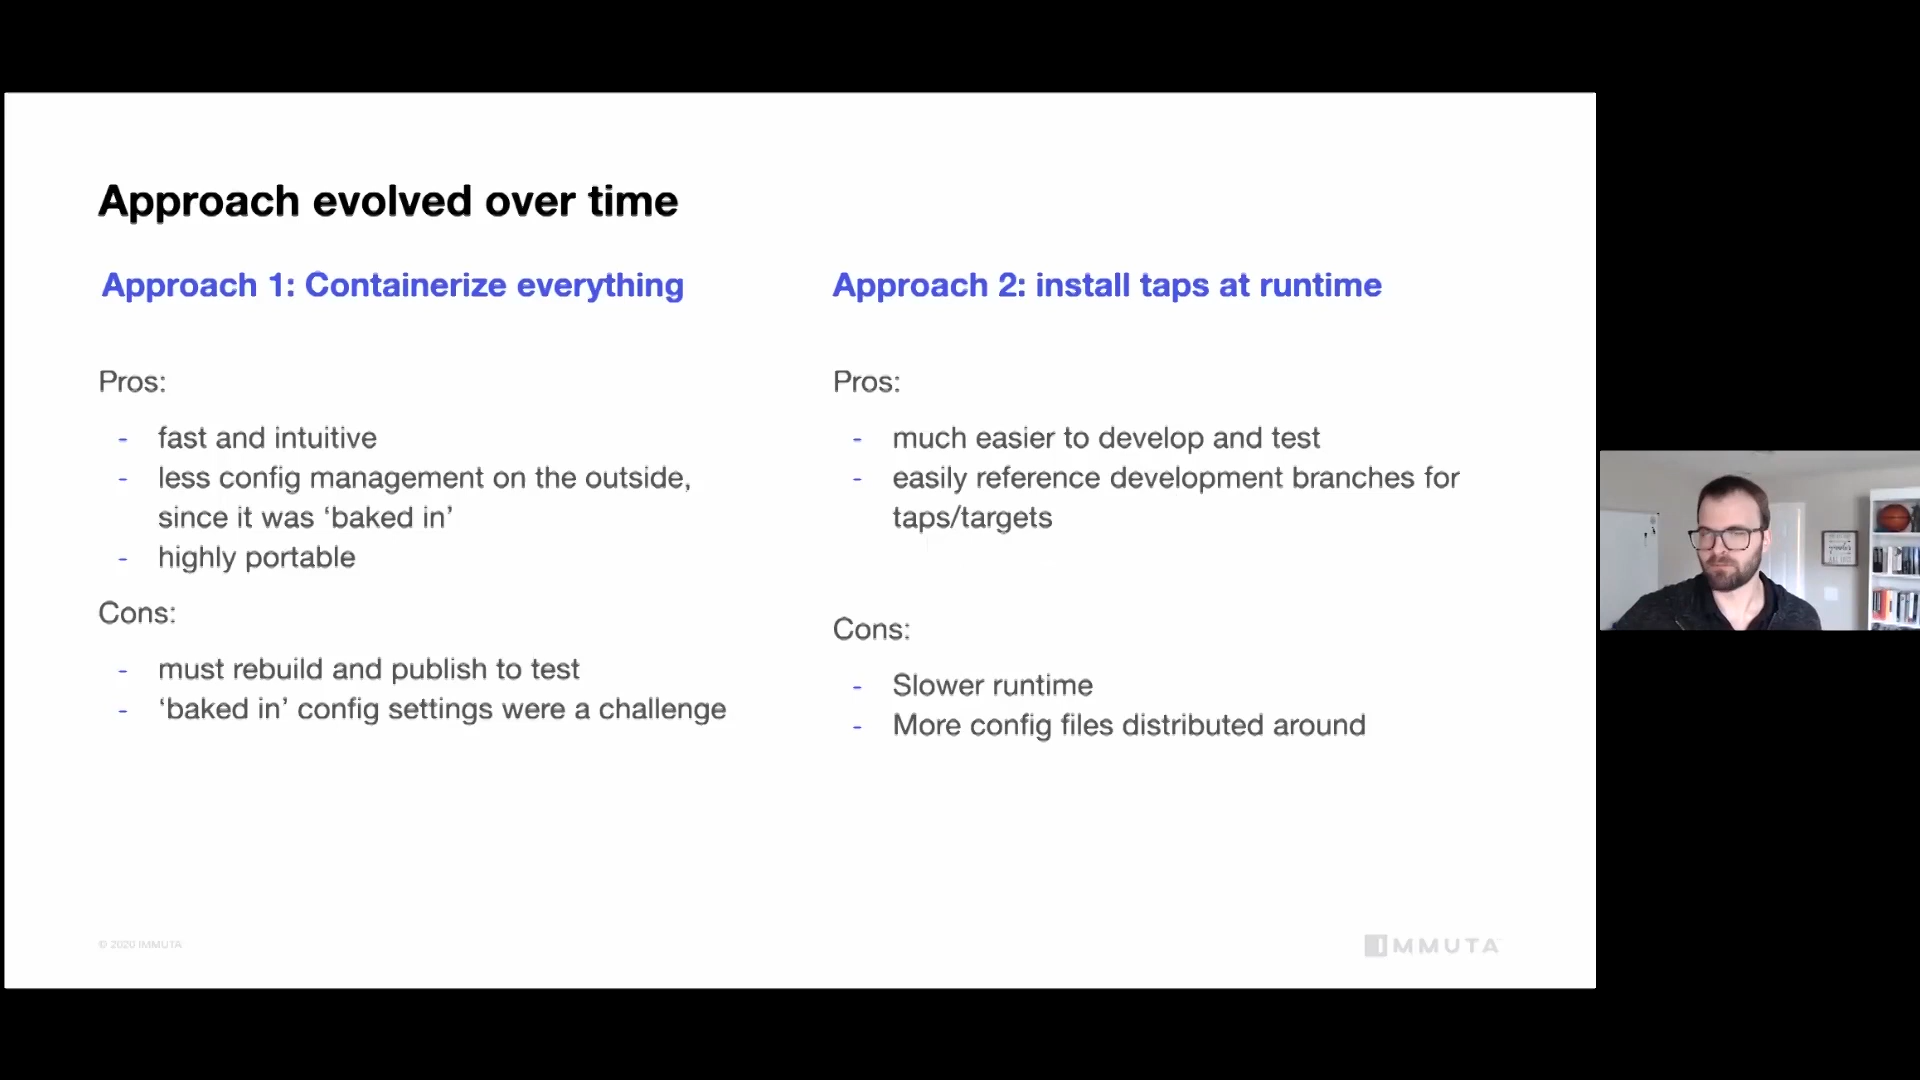 Approach evolved over time
Approach 1: Containerize everything
Pros:
- fast and intuitive
- less config management on the outside,
since it was ‘baked in’
- highly portable
Cons:
- must rebuild and publish to test
- ‘baked in’ config settings were a challenge
Approach 2: install taps at runtime
Pros:
- much easier to develop and test
- easily reference development branches for
taps/targets
Cons:
- Slower runtime
- More config files distributed around
© 2020 IMMUTA
IMMUTA